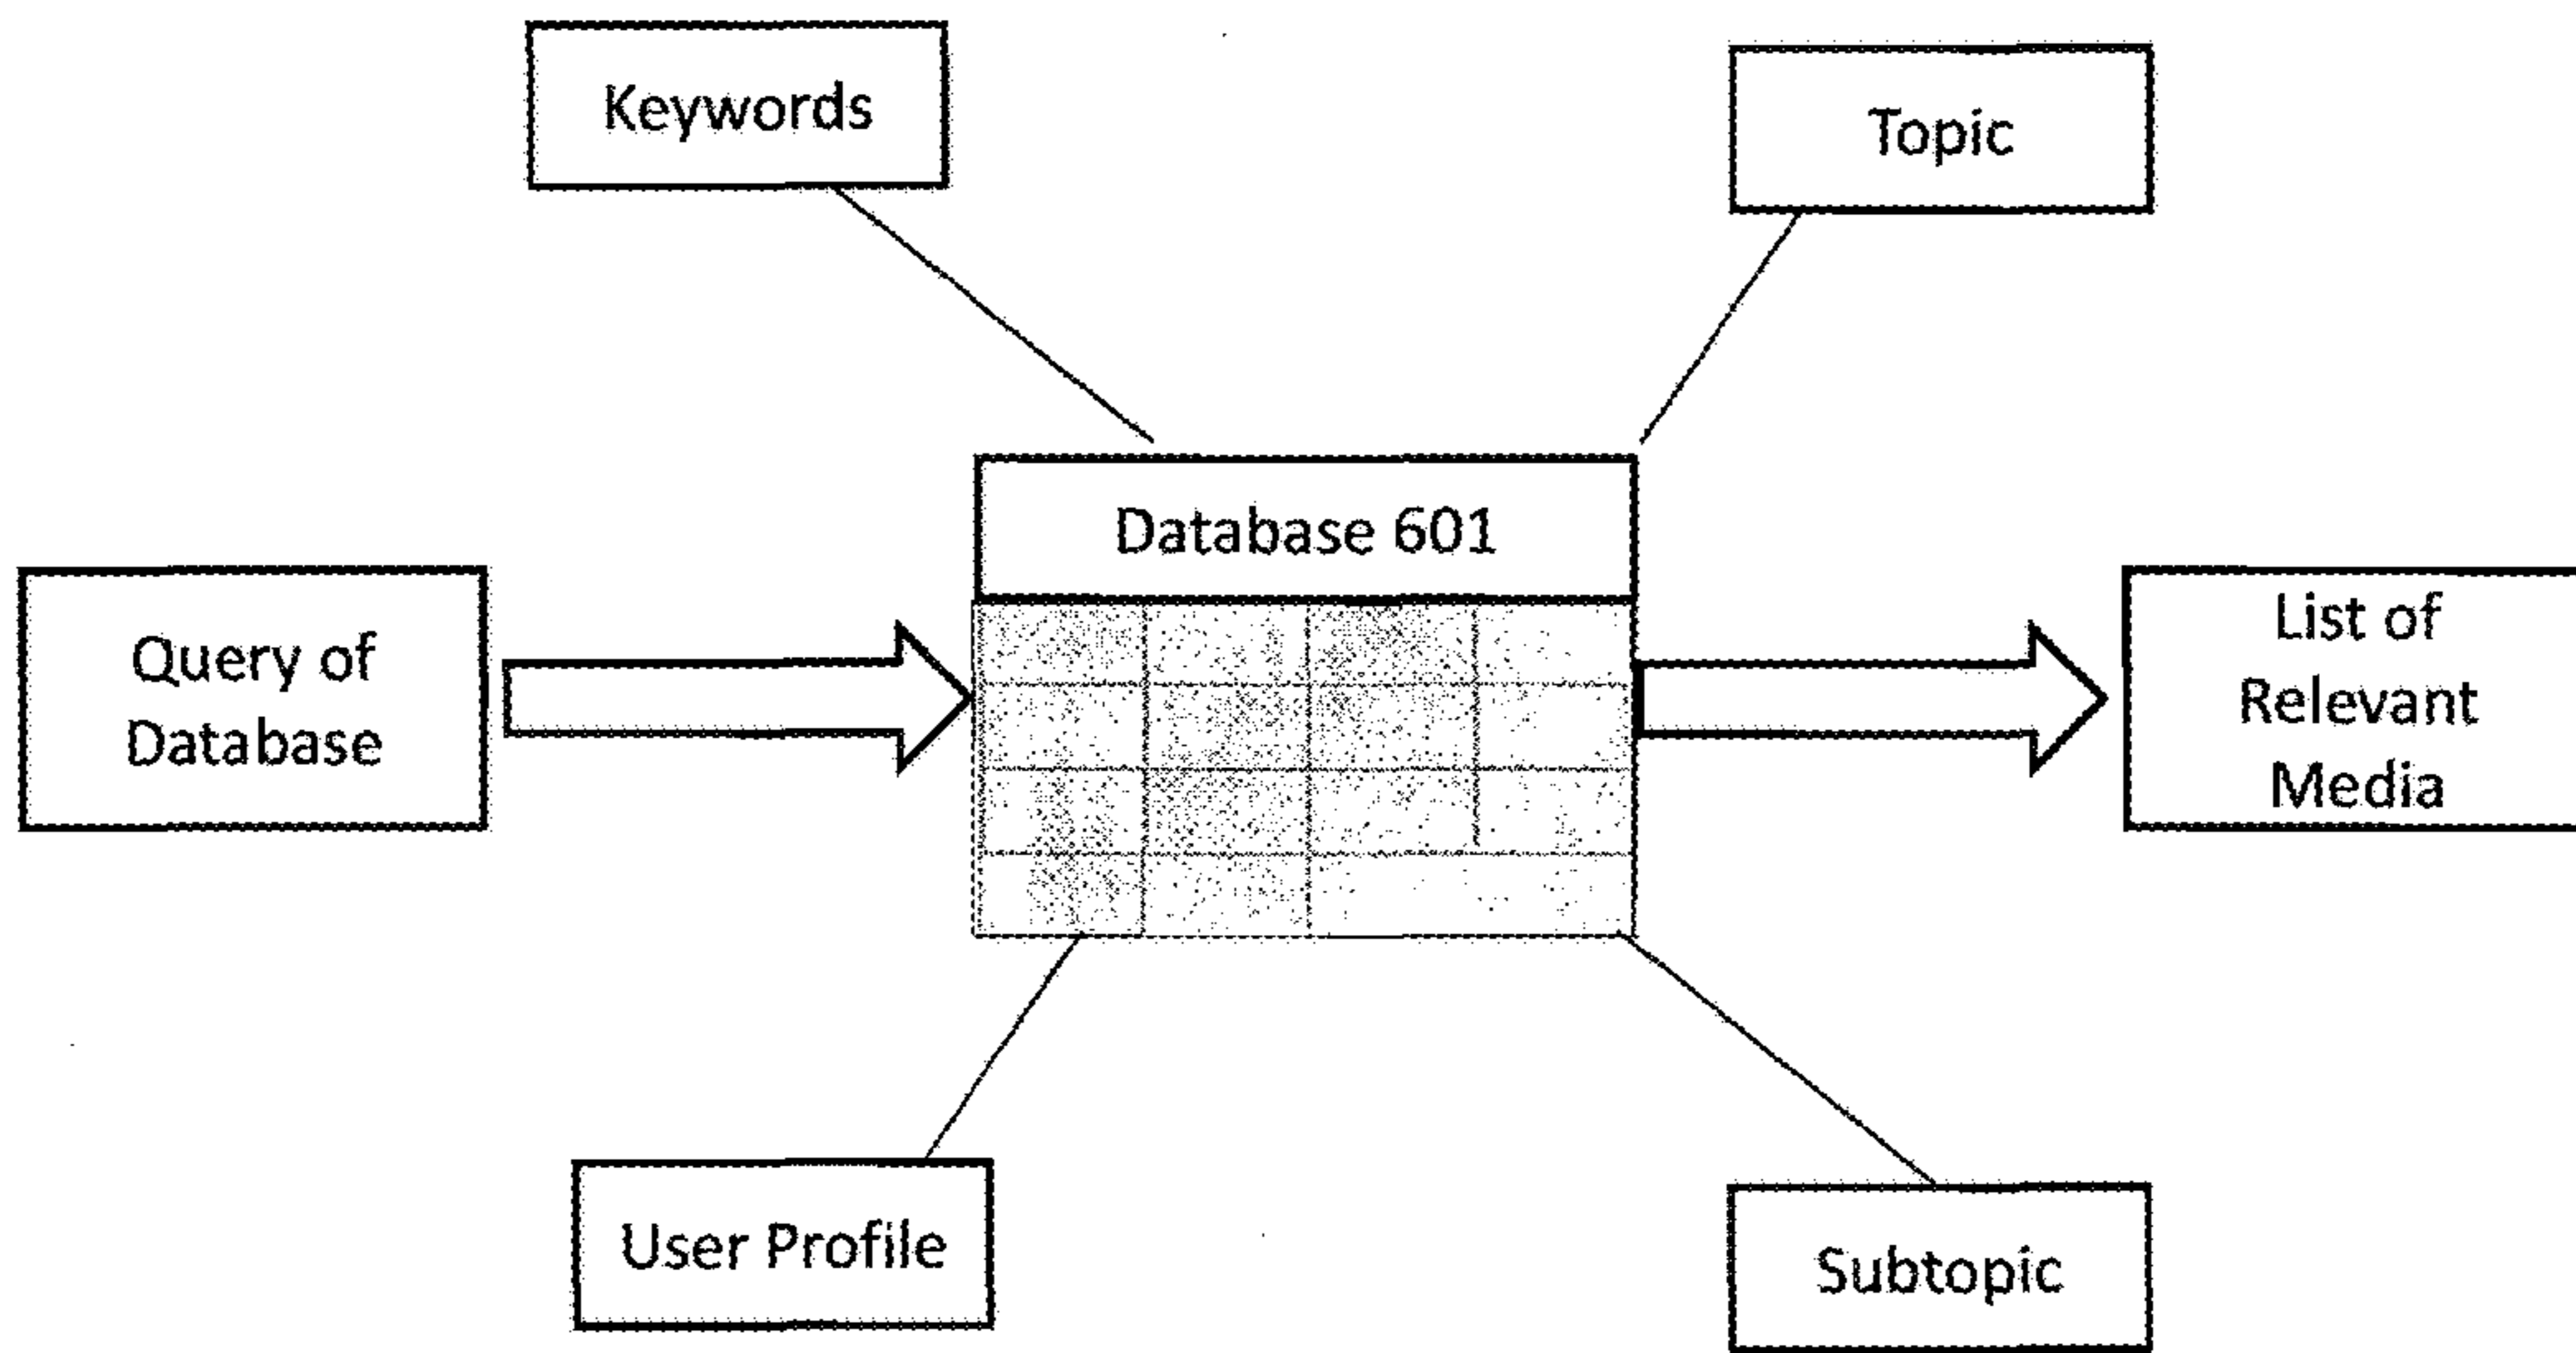 Keywords
Topic
Database 601
Query of
Database
List of
Relevant
Media
User Profile
Subtopic